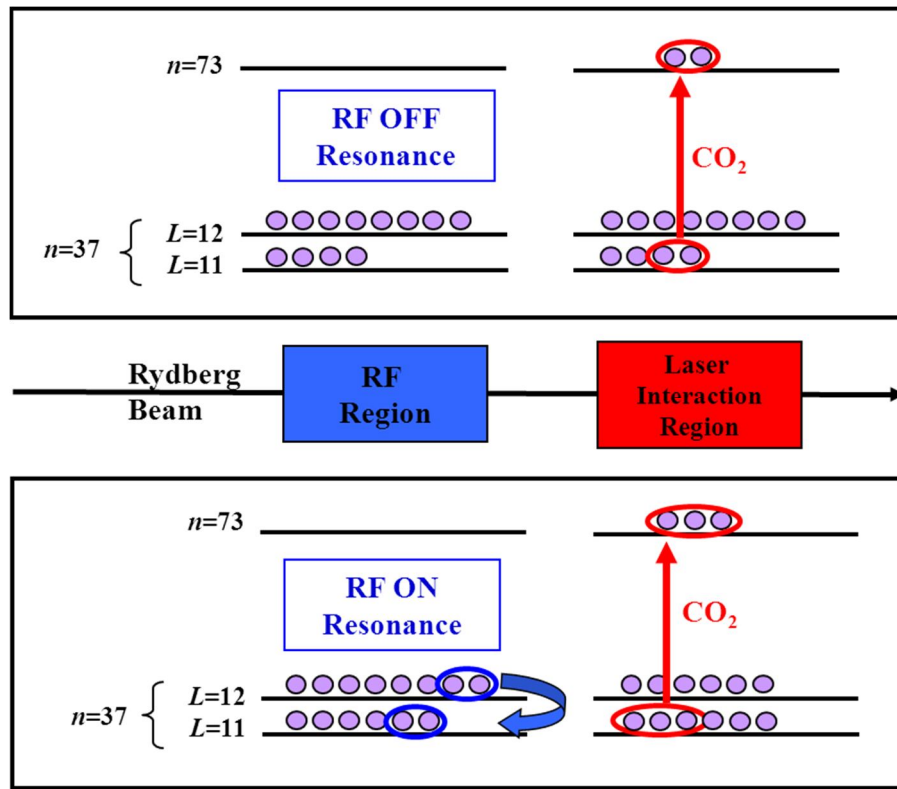 n=73
RF OFF
Resonance
CO₂
n=37
L=12
L=11
Rydberg
Beam
RF
Region
Laser
Interaction
Region
n=73
RF ON
Resonance
CO₂
n=37
L=12
L=11